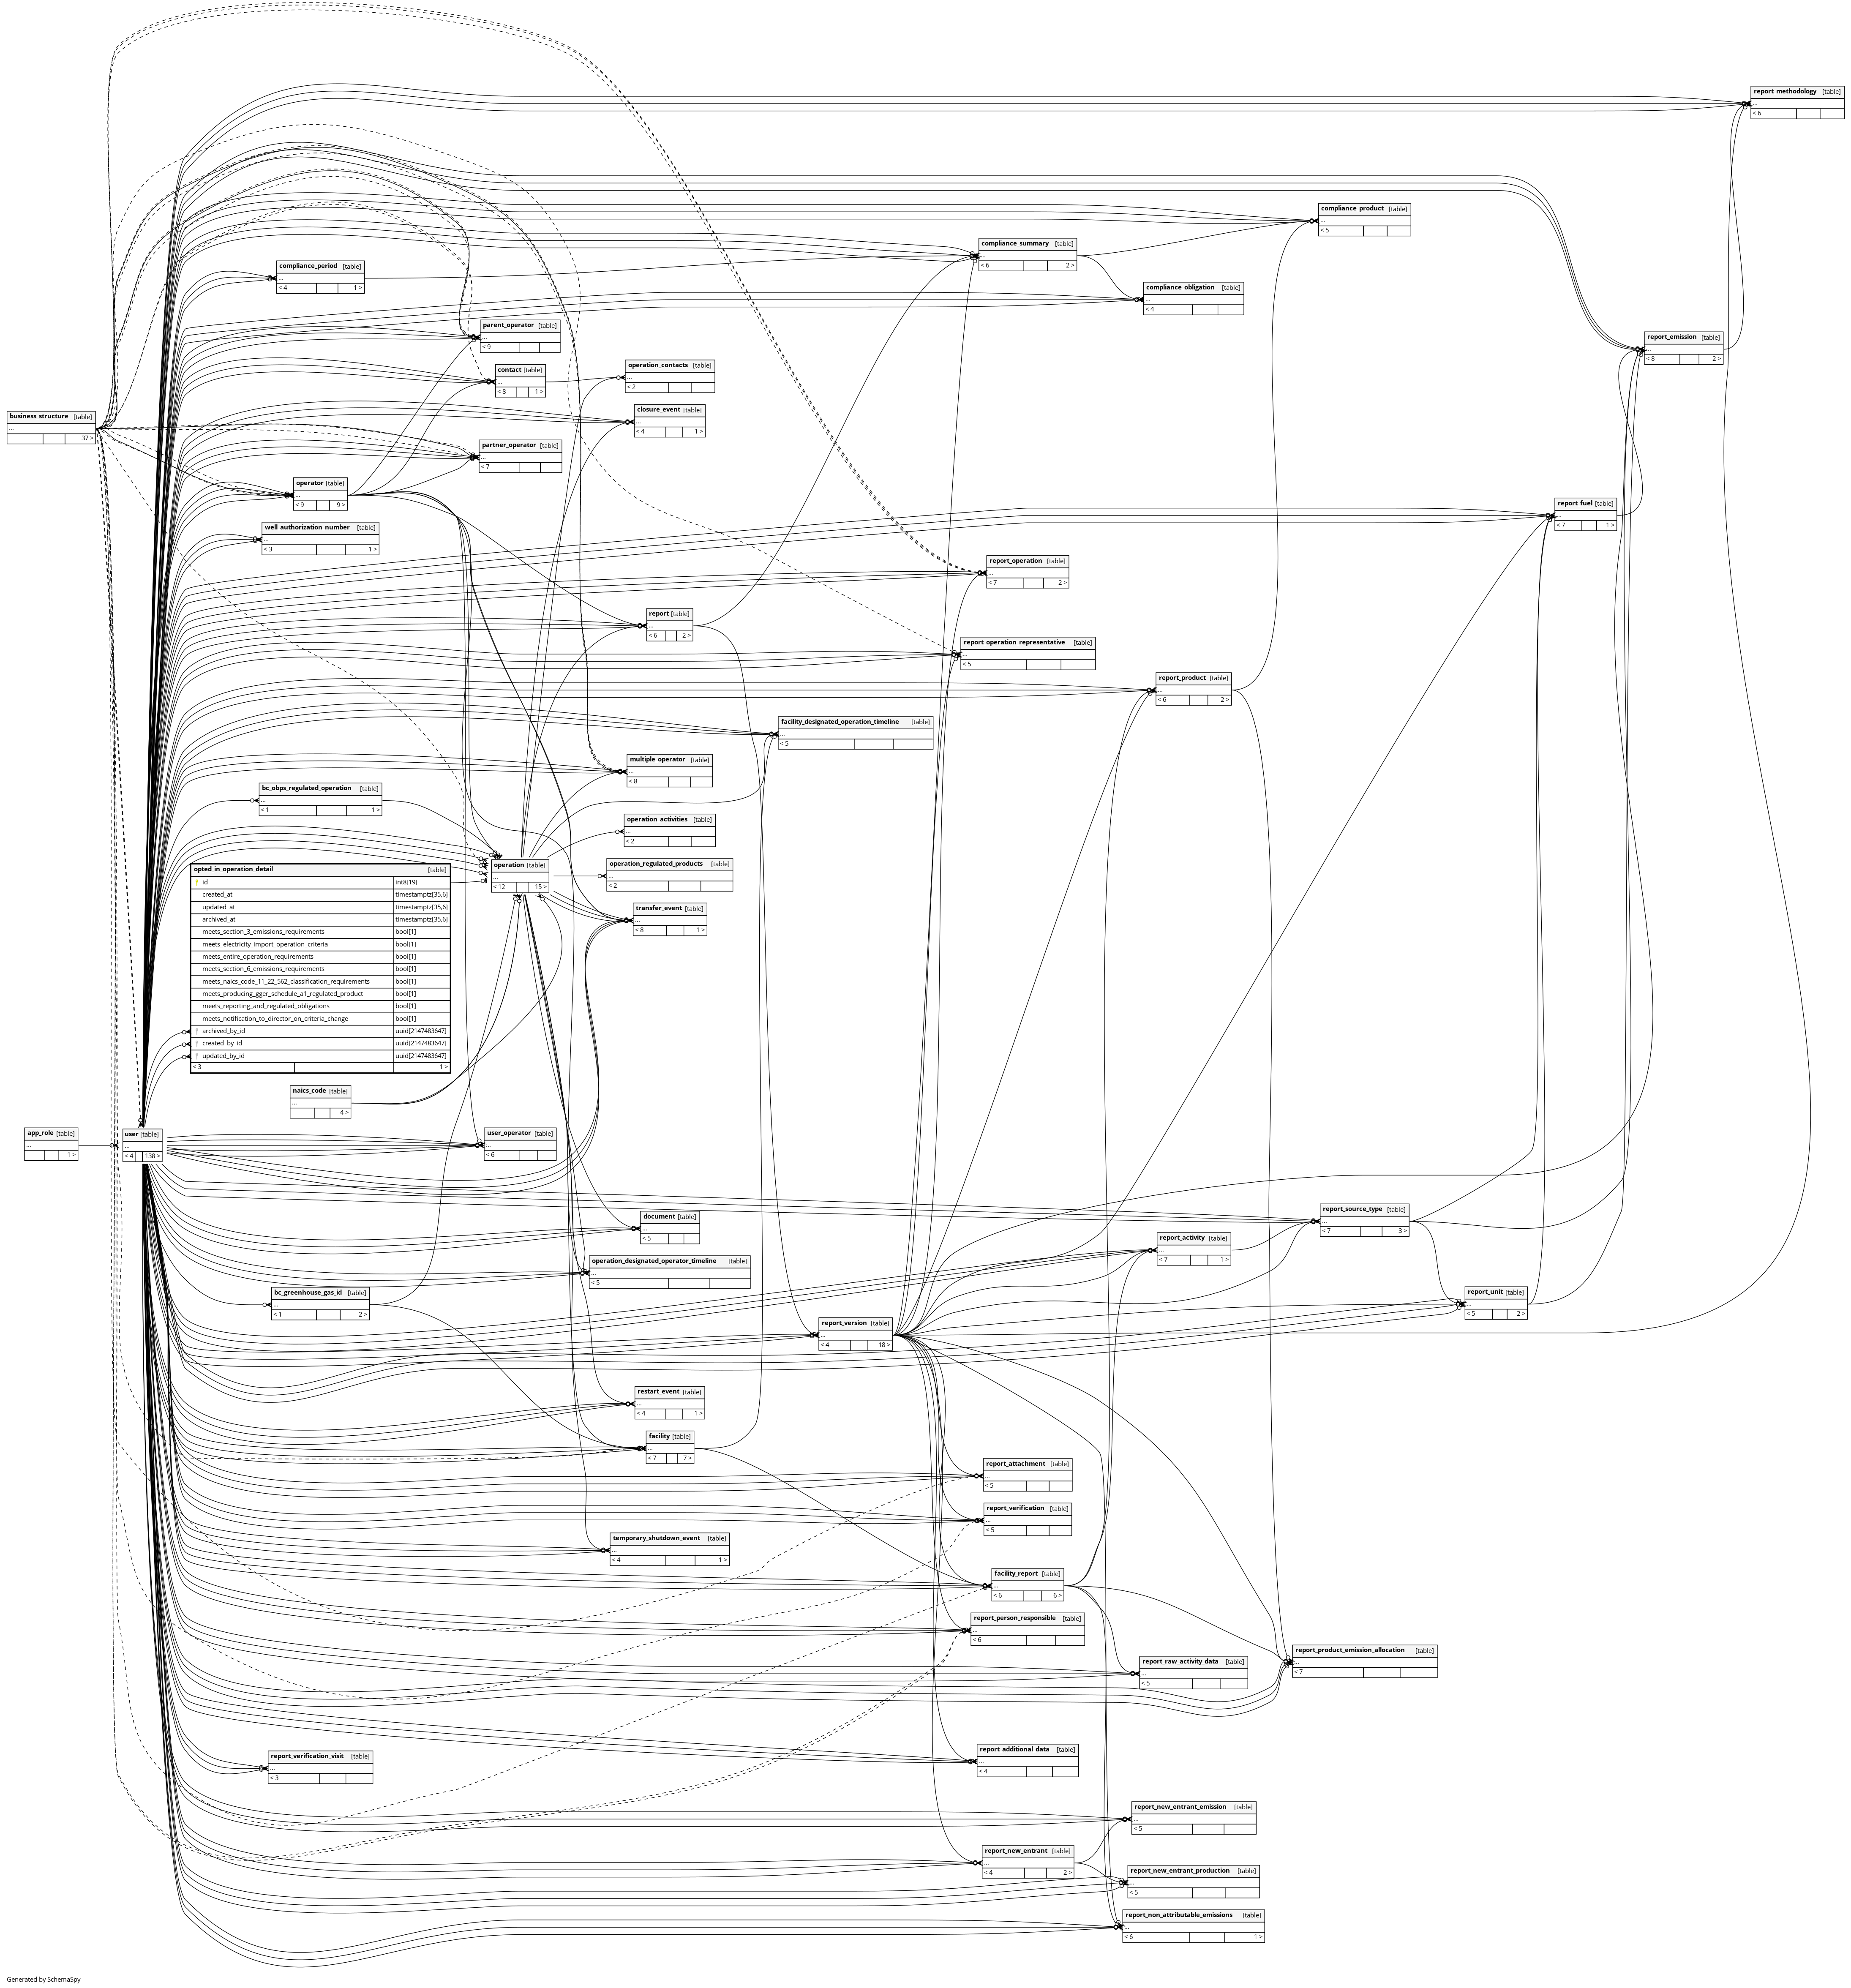 report_methodology [table]
...
< 6
compliance_product [table]
...
< 5
compliance_summary [table]
...
< 6 2 >
compliance_period [table]
...
< 4 1 >
compliance_obligation [table]
...
< 4
parent_operator [table]
...
< 9
report_emission [table]
...
< 8 2 >
contact [table]
...
< 8 1 >
operation_contacts [table]
...
< 2
closure_event [table]
...
< 4 1 >
business_structure [table]
...
37 >
partner_operator [table]
...
< 7
operator [table]
...
< 9 9 >
report_fuel [table]
...
< 7 1 >
well_authorization_number [table]
...
< 3 1 >
report_operation [table]
...
< 7 2 >
report [table]
...
< 6 2 >
report_operation_representative [table]
...
< 5
report_product [table]
...
< 6 2 >
facility_designated_operation_timeline [table]
...
< 5
multiple_operator [table]
...
< 8
bc_obps_regulated_operation [table]
...
< 1 1 >
operation_activities [table]
...
< 2
operation [table]
...
< 12 15 >
operation_regulated_products [table]
...
< 2
opted_in_operation_detail [table]
id int8[19]
created_at timestamptz[35,6]
updated_at timestamptz[35,6]
archived_at timestamptz[35,6]
meets_section_3_emissions_requirements bool[1]
meets_electricity_import_operation_criteria bool[1]
meets_entire_operation_requirements bool[1]
meets_section_6_emissions_requirements bool[1]
meets_naics_code_11_22_562_classification_requirements bool[1]
meets_producing_gger_schedule_a1_regulated_product bool[1]
meets_reporting_and_regulated_obligations bool[1]
meets_notification_to_director_on_criteria_change bool[1]
archived_by_id uuid[2147483647]
created_by_id uuid[2147483647]
updated_by_id uuid[2147483647]
< 3 1 >
transfer_event [table]
...
< 8 1 >
naics_code [table]
...
4 >
app_role [table]
...
1 >
user [table]
...
< 4 138 >
user_operator [table]
...
< 6
document [table]
...
< 5
report_source_type [table]
...
< 7 3 >
report_activity [table]
...
< 7 1 >
operation_designated_operator_timeline [table]
...
< 5
bc_greenhouse_gas_id [table]
...
< 1 2 >
report_unit [table]
...
< 5 2 >
report_version [table]
...
< 4 18 >
restart_event [table]
...
< 4 1 >
facility [table]
...
< 7 7 >
report_attachment [table]
...
< 5
report_verification [table]
...
< 5
temporary_shutdown_event [table]
...
< 4 1 >
facility_report [table]
...
< 6 6 >
report_person_responsible [table]
...
< 6
report_product_emission_allocation [table]
...
< 7
report_raw_activity_data [table]
...
< 5
report_additional_data [table]
...
< 4
report_verification_visit [table]
...
< 3
report_new_entrant_emission [table]
...
< 5
report_new_entrant [table]
...
< 4 2 >
report_new_entrant_production [table]
...
< 5
report_non_attributable_emissions [table]
...
< 6 1 >
Generated by SchemaSpy